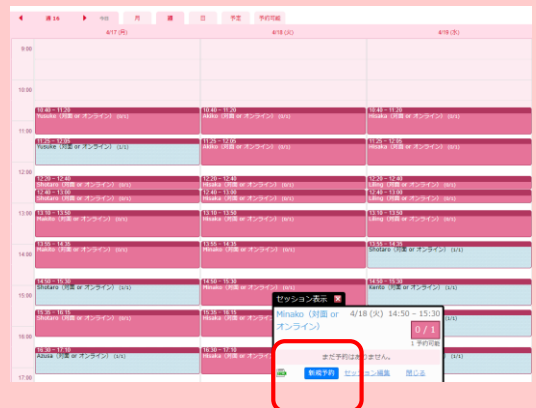 週 16 今日 月 週 日 予定 予約可能
4/17 (月) 4/18 (火) 4/19 (水)
9:00
10:00
10:40 - 11:20 10:40 - 11:20 10:40 - 11:20
Yusuke（対面 or オンライン） (0/1) Akiko（対面 or オンライン） (0/1) Hisaka（対面 or オンライン） (0/1)
11:00
11:25 - 12:05 11:25 - 12:05 11:25 - 12:05
Yusuke（対面 or オンライン） (1/1) Akiko（対面 or オンライン） (0/1) Hisaka（対面 or オンライン） (0/1)
12:00
12:20 - 12:40 12:20 - 12:40 12:20 - 12:40
Shotaro（対面 or オンライン） (0/1) Hisaka（対面 or オンライン） (0/1) Liling（対面 or オンライン） (0/1)
12:40 - 13:00 12:40 - 13:00 12:40 - 13:00
Shotaro（対面 or オンライン） (0/1) Hisaka（対面 or オンライン） (0/1) Liling（対面 or オンライン） (0/1)
13:00
13:10 - 13:50 13:10 - 13:50 13:10 - 13:50
Makiko（対面 or オンライン） (0/1) Hisaka（対面 or オンライン） (0/1) Liling（対面 or オンライン） (0/1)
13:55 - 14:35 13:55 - 14:35 13:55 - 14:35
Makiko（対面 or オンライン） (0/1) Minako（対面 or オンライン） (0/1) Shotaro（対面 or オンライン） (1/1)
14:00
14:50 - 15:30 14:50 - 15:30 14:50 - 15:30
Shotaro（対面 or オンライン） (1/1) Minako（対面 or オンライン） (0/1) Kento（対面 or オンライン） (1/1)
15:00
セッション表示
Minako（対面 or オンライン） 4/18 (火) 14:50 - 15:30
0 / 1
1 予約可能
まだ予約はありません。
新規予約 セッション編集 閉じる
15:35 - 16:15 15:35 - 16:15
Shotaro（対面 or オンライン） (0/1) Hisaka（対面 or オンライン） (1/1)
16:00
16:30 - 17:10 16:30 - 17:10
Azusa（対面 or オンライン） (1/1) Hisaka（対面 or オンライン） (1/1)
17:00